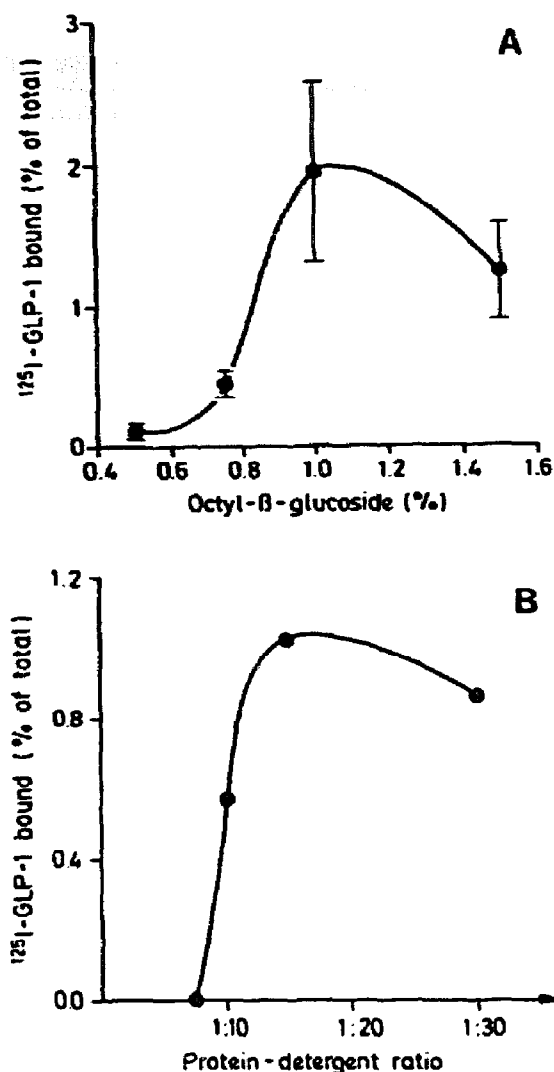 A
3
2
1
0
¹²⁵I-GLP-1 bound (% of total)
0.4 0.6 0.8 1.0 1.2 1.4 1.6
Octyl-ß-glucoside (%)
B
1.2
0.8
0.4
0.0
¹²⁵I-GLP-1 bound (% of total)
1:10 1:20 1:30
Protein-detergent ratio